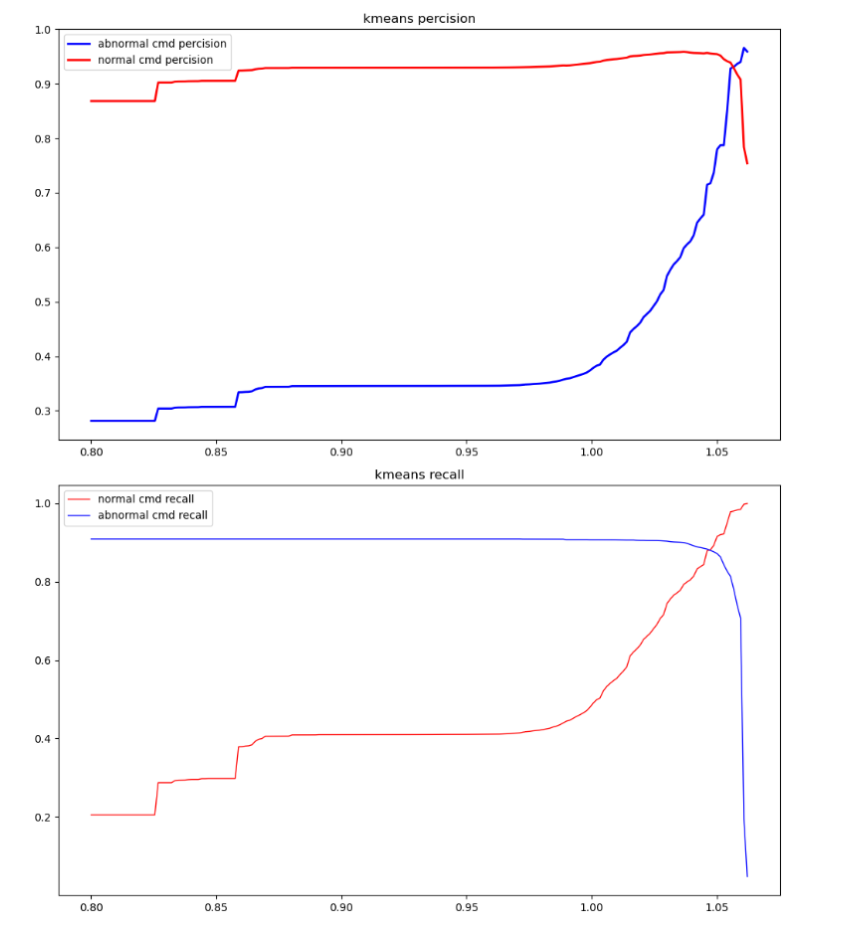 kmeans percision
1.0
abnormal cmd percision
normal cmd percision
0.9
0.8
0.7
0.6
0.5
0.4
0.3
0.80 0.85 0.90 0.95 1.00 1.05
kmeans recall
normal cmd recall
1.0
abnormal cmd recall
0.8
0.6
0.4
0.2
0.80 0.85 0.90 0.95 1.00 1.05